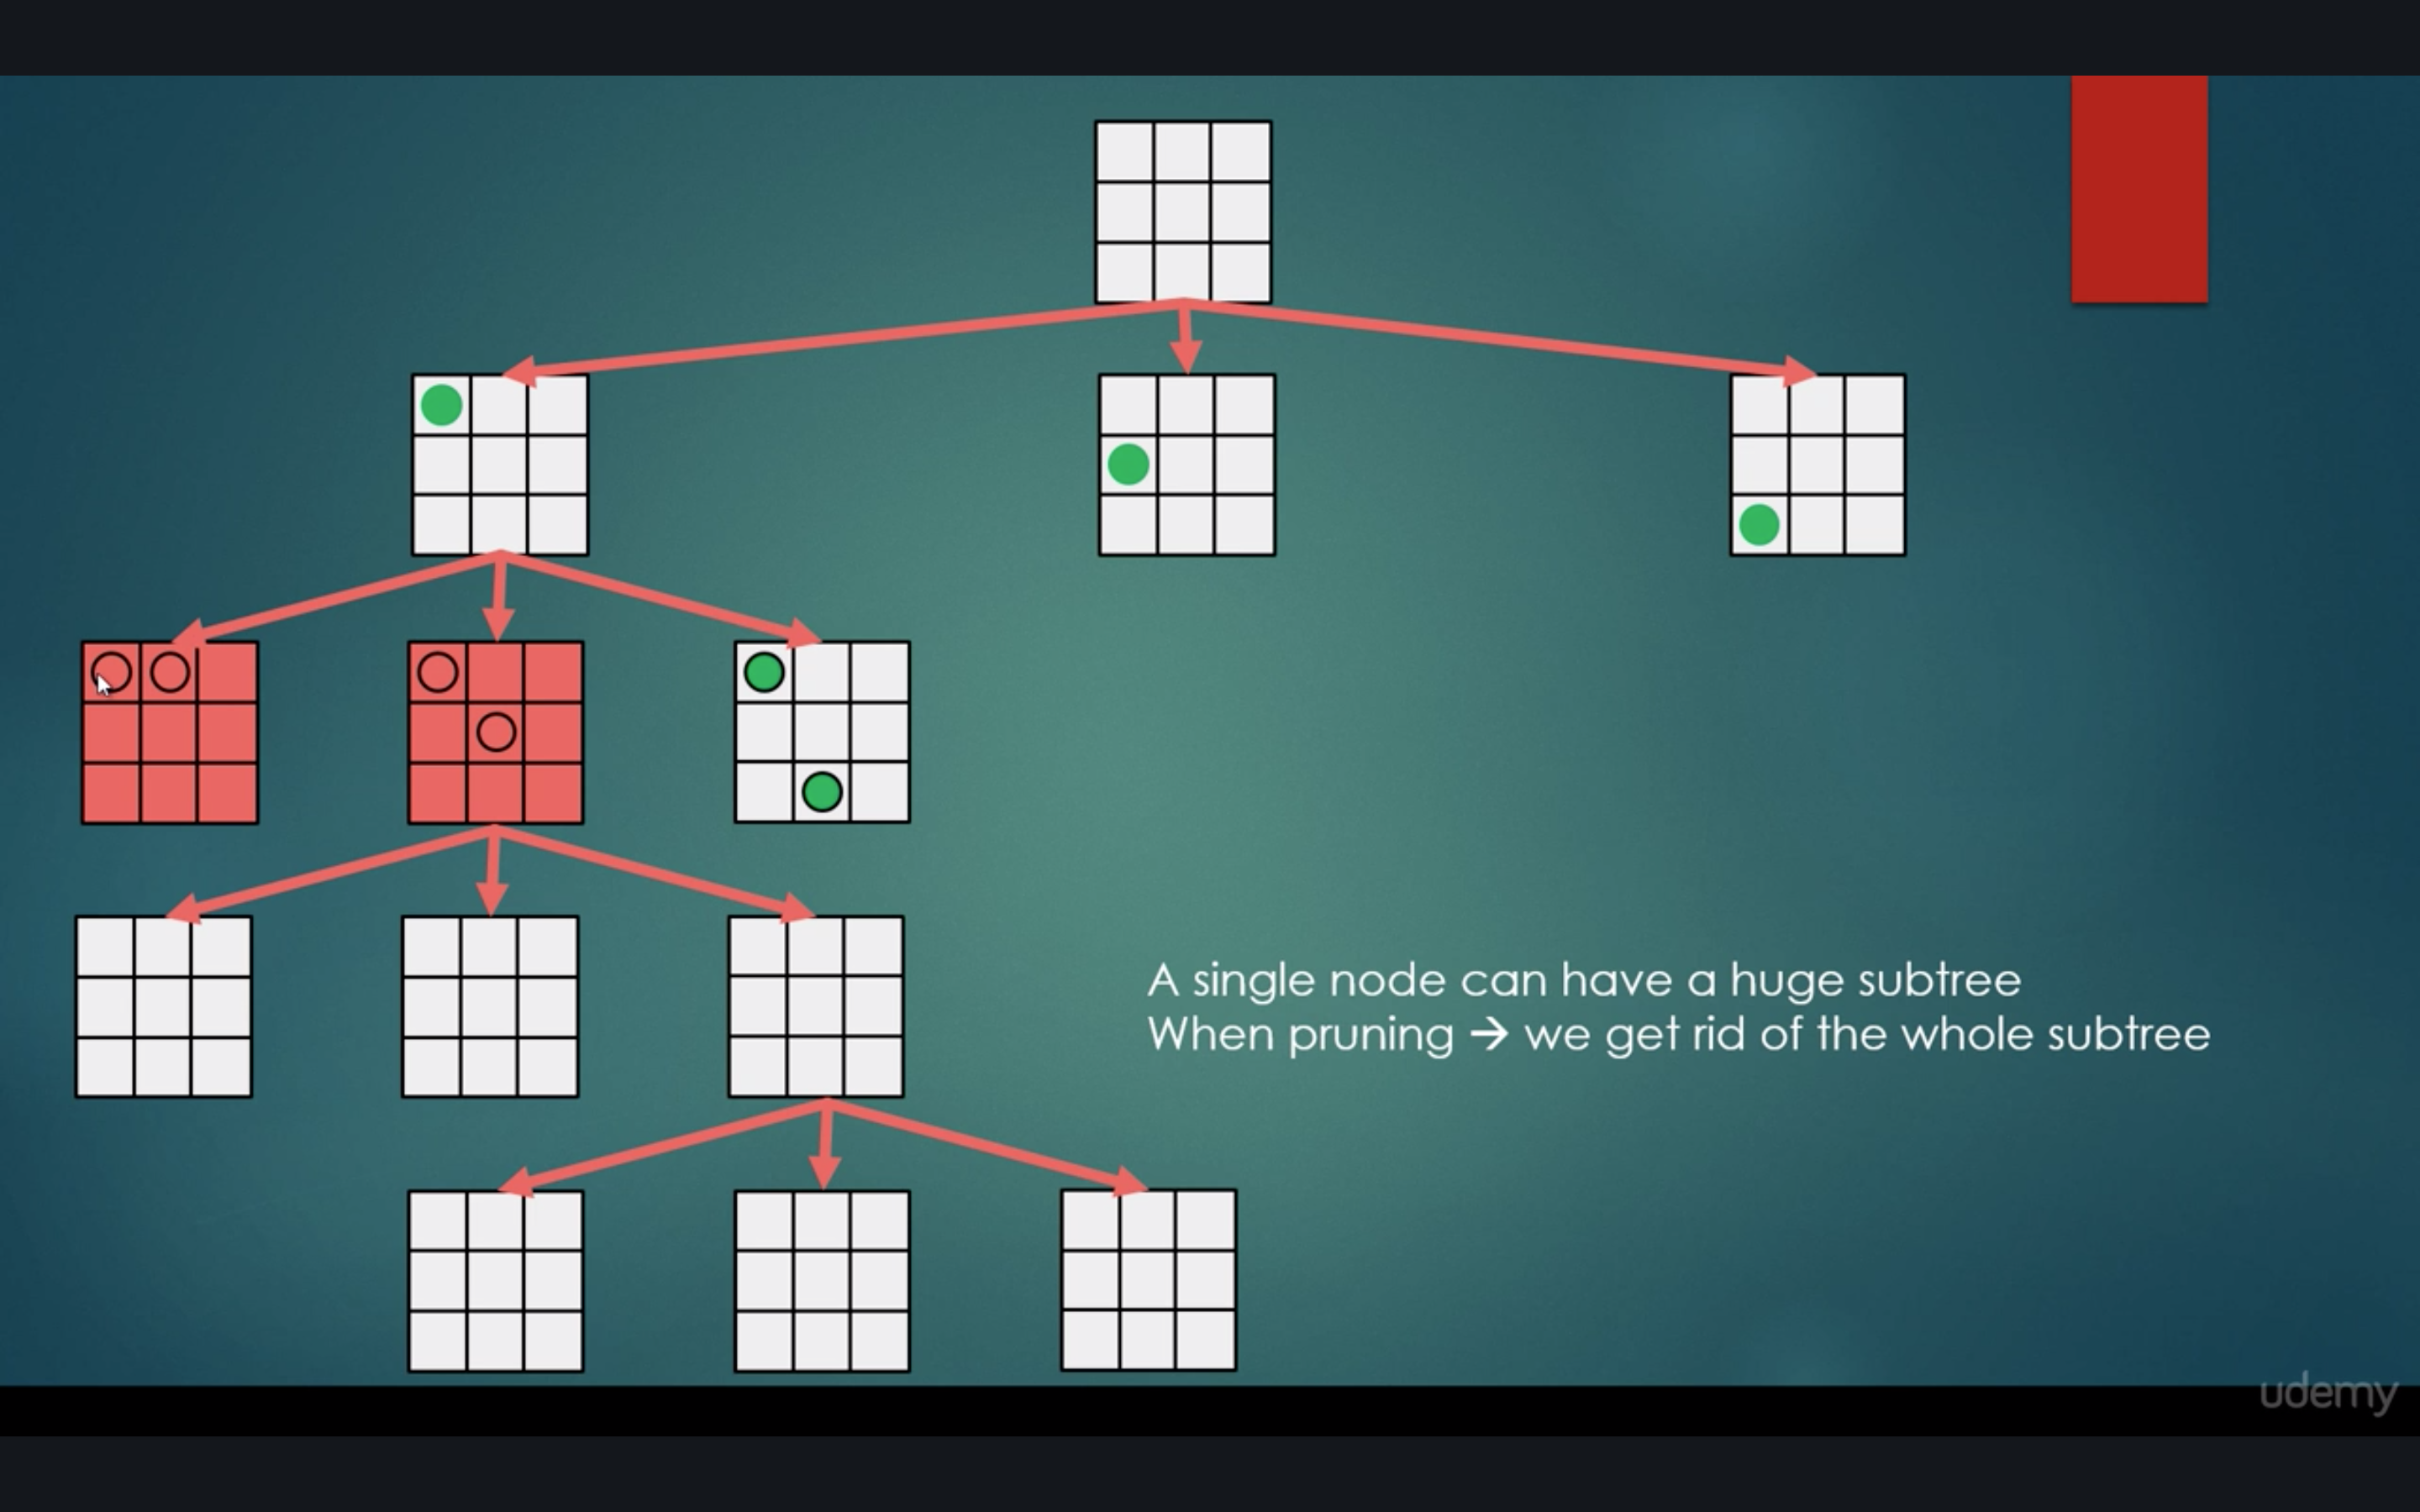 A single node can have a huge subtree
When pruning → we get rid of the whole subtree
udemy